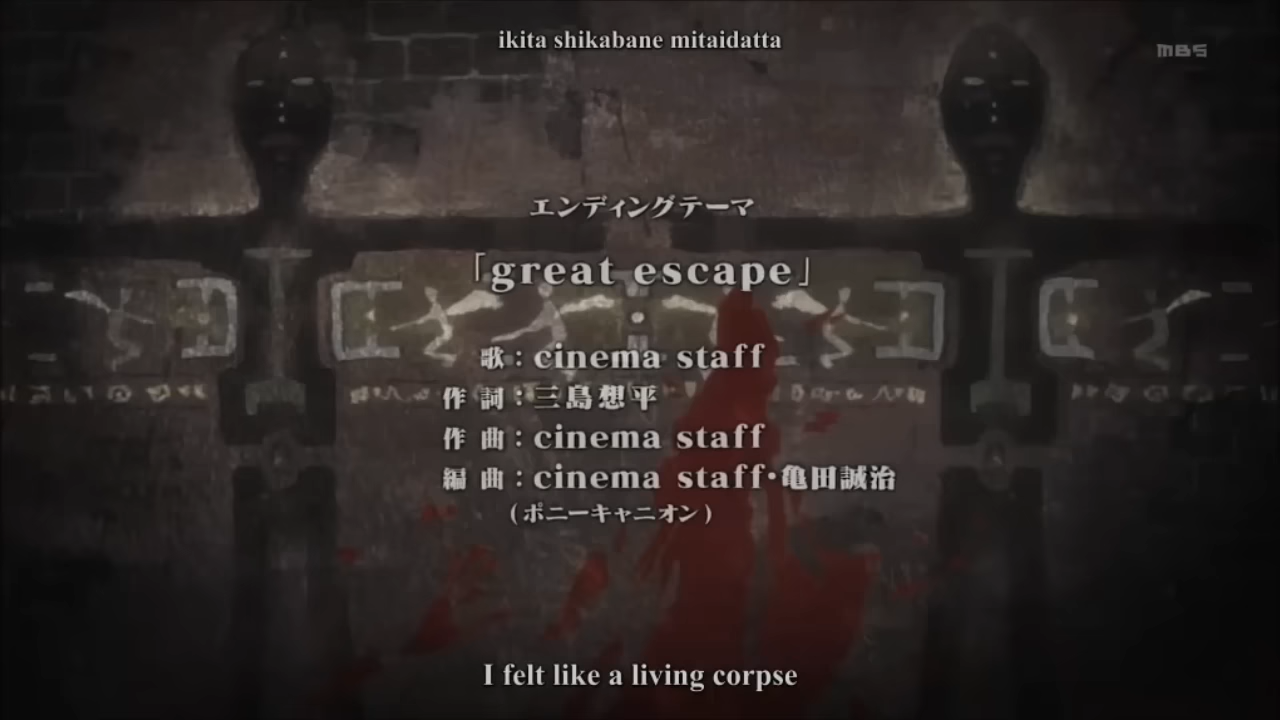 ikita shikabane mitaidatta
MBS
エンディングテーマ
「great escape」
歌：cinema staff
作詞：三島想平
作曲：cinema staff
編曲：cinema staff・亀田誠治
(ポニーキャニオン)
I felt like a living corpse